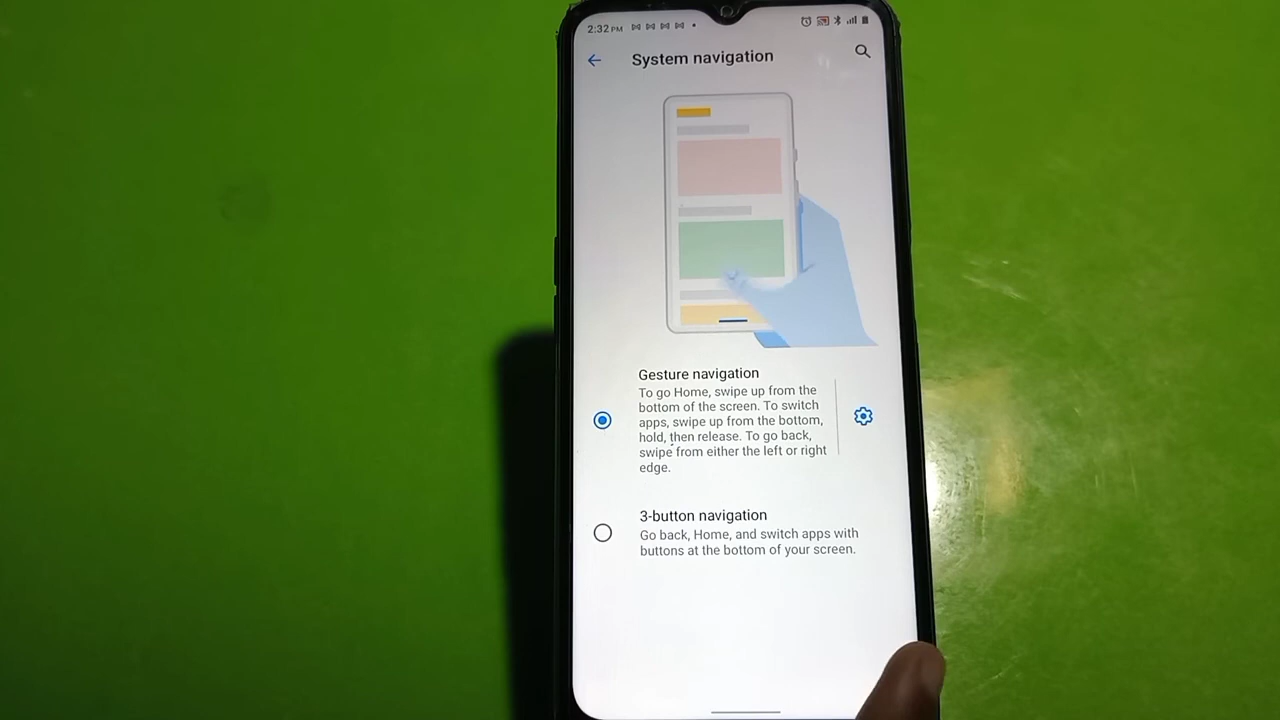 2:32 PM
System navigation
Gesture navigation
To go Home, swipe up from the
bottom of the screen. To switch
apps, swipe up from the bottom,
hold, then release. To go back,
swipe from either the left or right
edge.
3-button navigation
Go back, Home, and switch apps with
buttons at the bottom of your screen.